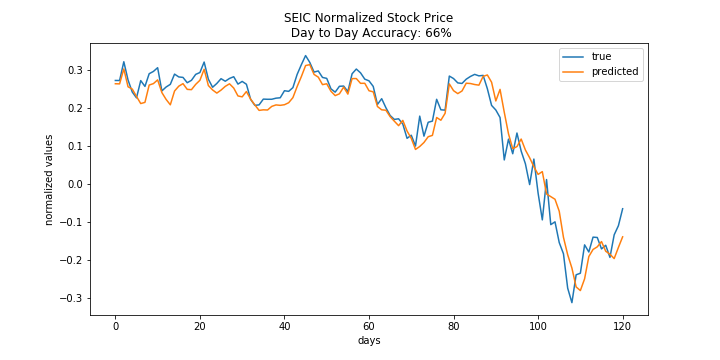 SEIC Normalized Stock Price
Day to Day Accuracy: 66%
true
predicted
normalized values
0.3
0.2
0.1
0.0
−0.1
−0.2
−0.3
0
20
40
60
80
100
120
days